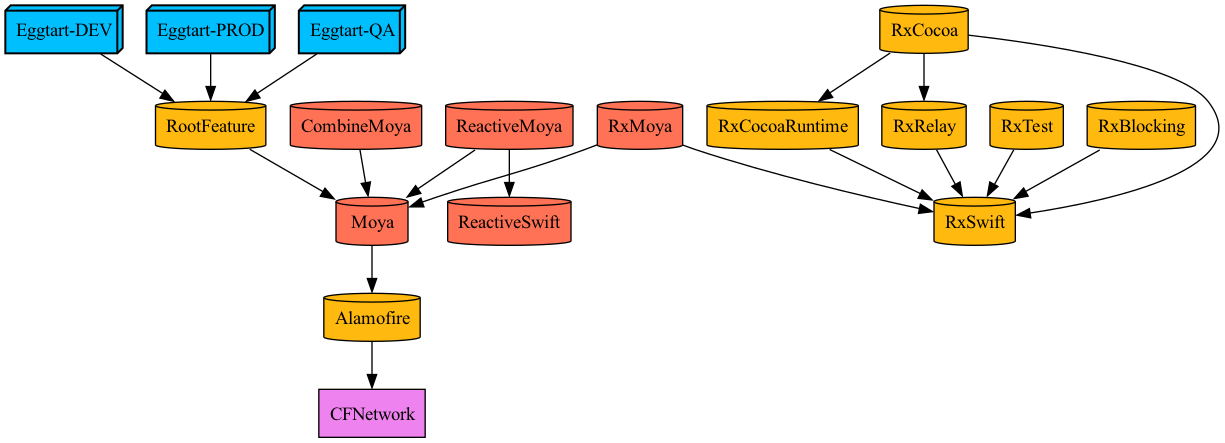 Eggtart-DEV
Eggtart-PROD
Eggtart-QA
RxCocoa
RootFeature
CombineMoya
ReactiveMoya
RxMoya
RxCocoaRuntime
RxRelay
RxTest
RxBlocking
Moya
ReactiveSwift
RxSwift
Alamofire
CFNetwork